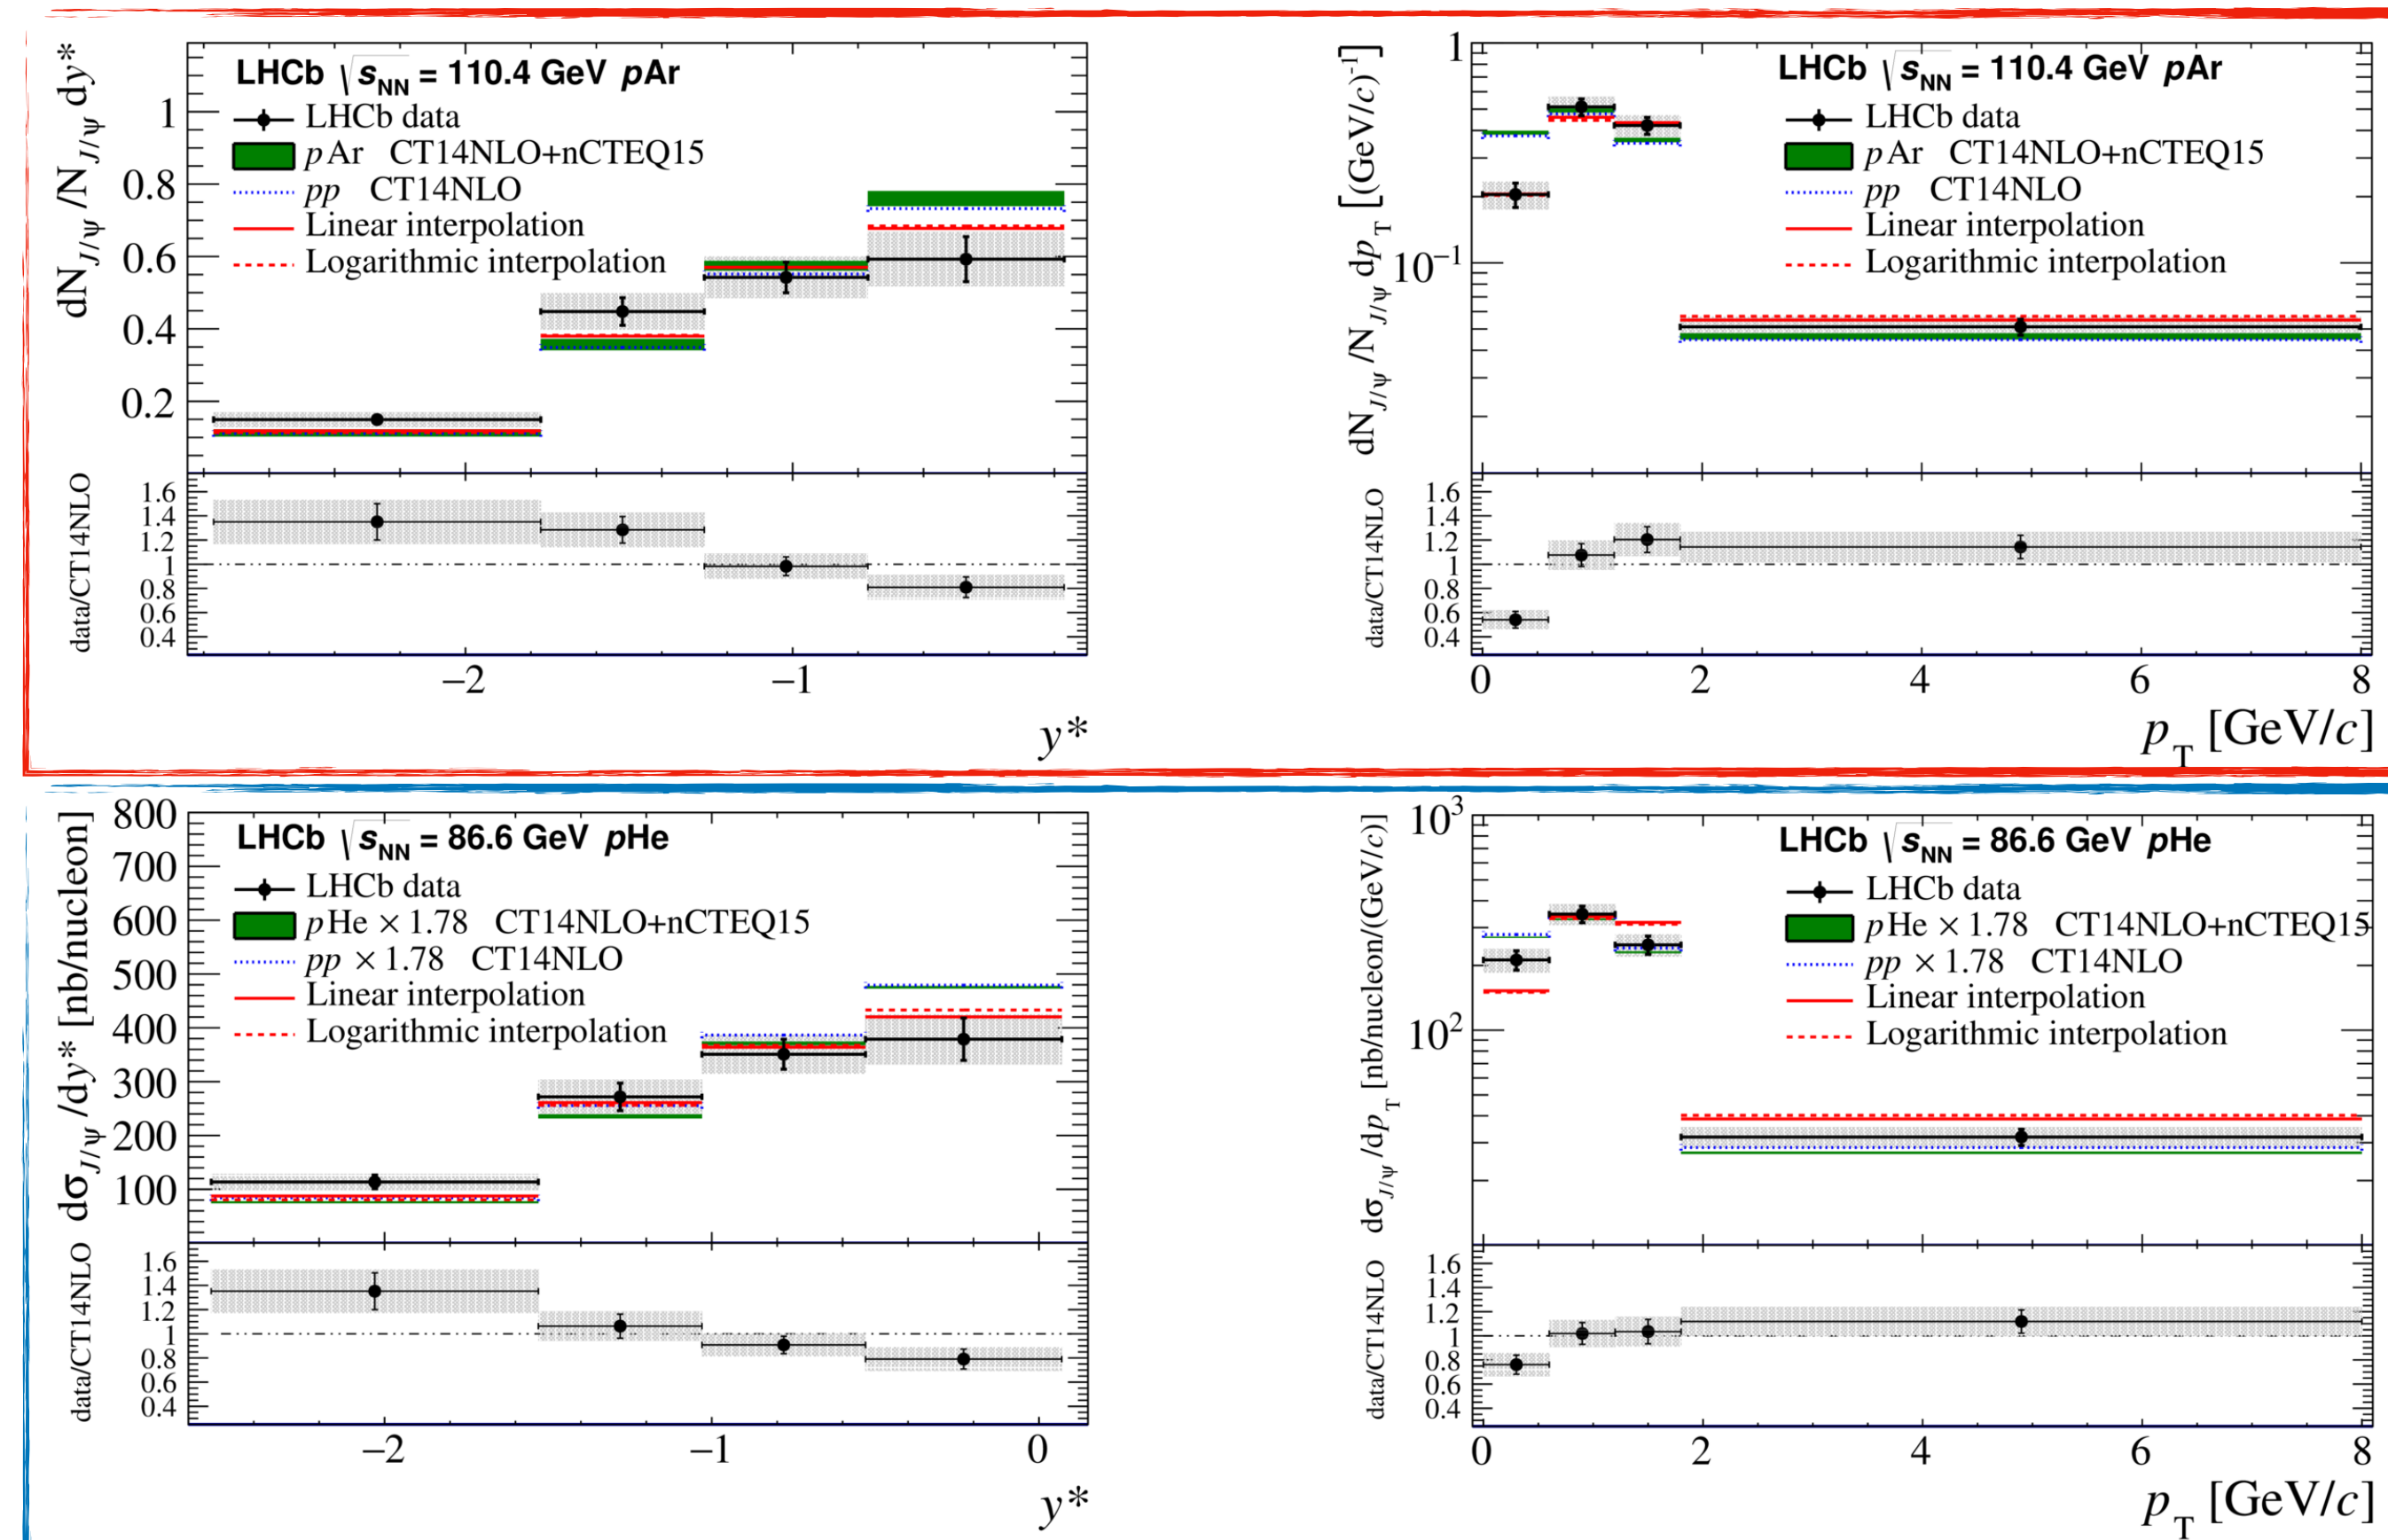 LHCb √sNN = 110.4 GeV pAr
LHCb data
pAr CT14NLO+nCTEQ15
pp CT14NLO
Linear interpolation
Logarithmic interpolation
dN J/ψ /N J/ψ dy*
1
0.8
0.6
0.4
0.2
data/CT14NLO
1.6
1.4
1.2
1
0.8
0.6
0.4
−2 −1
y*
LHCb √sNN = 110.4 GeV pAr
LHCb data
pAr CT14NLO+nCTEQ15
pp CT14NLO
Linear interpolation
Logarithmic interpolation
dN J/ψ /N J/ψ dpT [(GeV/c)⁻¹]
1
10⁻¹
data/CT14NLO
1.6
1.4
1.2
1
0.8
0.6
0.4
0 2 4 6 8
pT [GeV/c]
LHCb √sNN = 86.6 GeV pHe
LHCb data
pHe × 1.78 CT14NLO+nCTEQ15
pp × 1.78 CT14NLO
Linear interpolation
Logarithmic interpolation
dσ J/ψ /dy* [nb/nucleon]
800
700
600
500
400
300
200
100
data/CT14NLO
1.6
1.4
1.2
1
0.8
0.6
0.4
−2 −1 0
y*
LHCb √sNN = 86.6 GeV pHe
LHCb data
pHe × 1.78 CT14NLO+nCTEQ15
pp × 1.78 CT14NLO
Linear interpolation
Logarithmic interpolation
dσ J/ψ /dpT [nb/nucleon/(GeV/c)]
10³
10²
data/CT14NLO
1.6
1.4
1.2
1
0.8
0.6
0.4
0 2 4 6 8
pT [GeV/c]